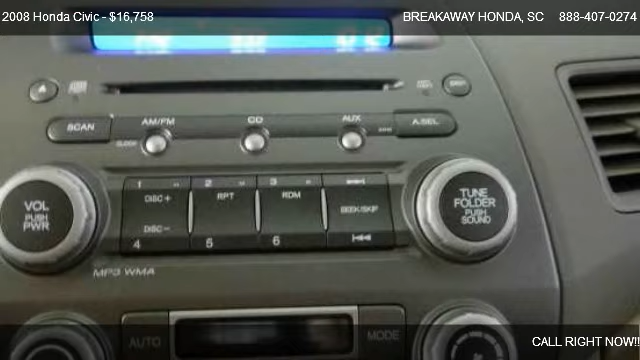 2008 Honda Civic - $16,758
BREAKAWAY HONDA, SC 888-407-0274
SCAN
AM/FM
CD
AUX
A.SEL
CLOCK
VOL
PUSH
PWR
1
2
3
DISC+
RPT
RDM
SEEK/SKIP
DISC-
4
5
6
TUNE
FOLDER
PUSH
SOUND
MP3 WMA
AUTO
MODE
CALL RIGHT NOW!!